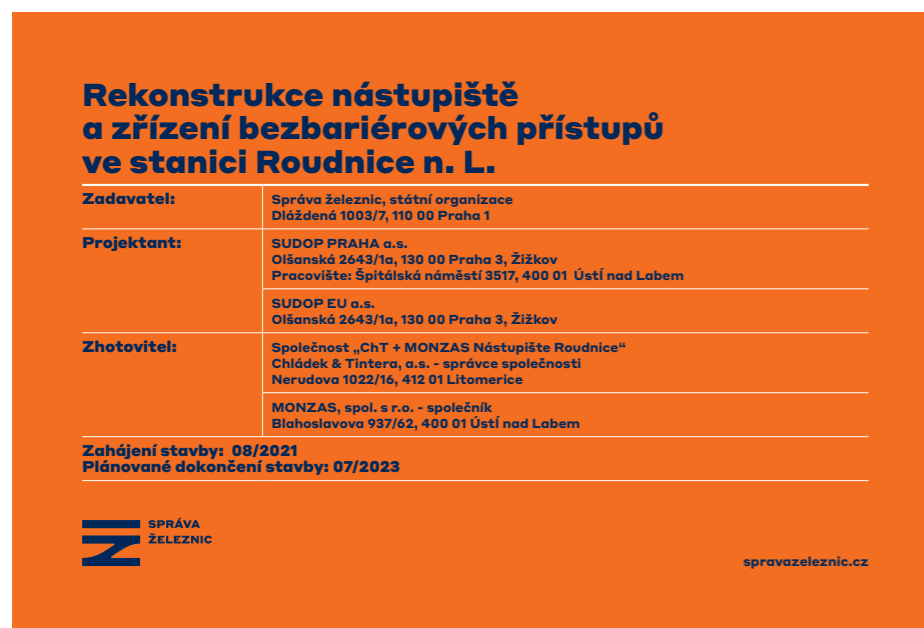 Rekonstrukce nástupiště
a zřízení bezbariérových přístupů
ve stanici Roudnice n. L.
Zadavatel:
Správa železnic, státní organizace
Dlážděná 1003/7, 110 00 Praha 1
Projektant:
SUDOP PRAHA a.s.
Olšanská 2643/1a, 130 00 Praha 3, Žižkov
Pracoviště: Špitálská náměstí 3517, 400 01  Ústí nad Labem
SUDOP EU a.s.
Olšanská 2643/1a, 130 00 Praha 3, Žižkov
Zhotovitel:
Společnost „ChT + MONZAS Nástupiště Roudnice“
Chládek & Tintera, a.s. - správce společnosti
Nerudova 1022/16, 412 01 Litomerice
MONZAS, spol. s r.o. - společník
Blahoslavova 937/62, 400 01 Ústí nad Labem
Zahájení stavby:  08/2021
Plánované dokončení stavby: 07/2023
SPRÁVA
ŽELEZNIC
spravazeleznic.cz